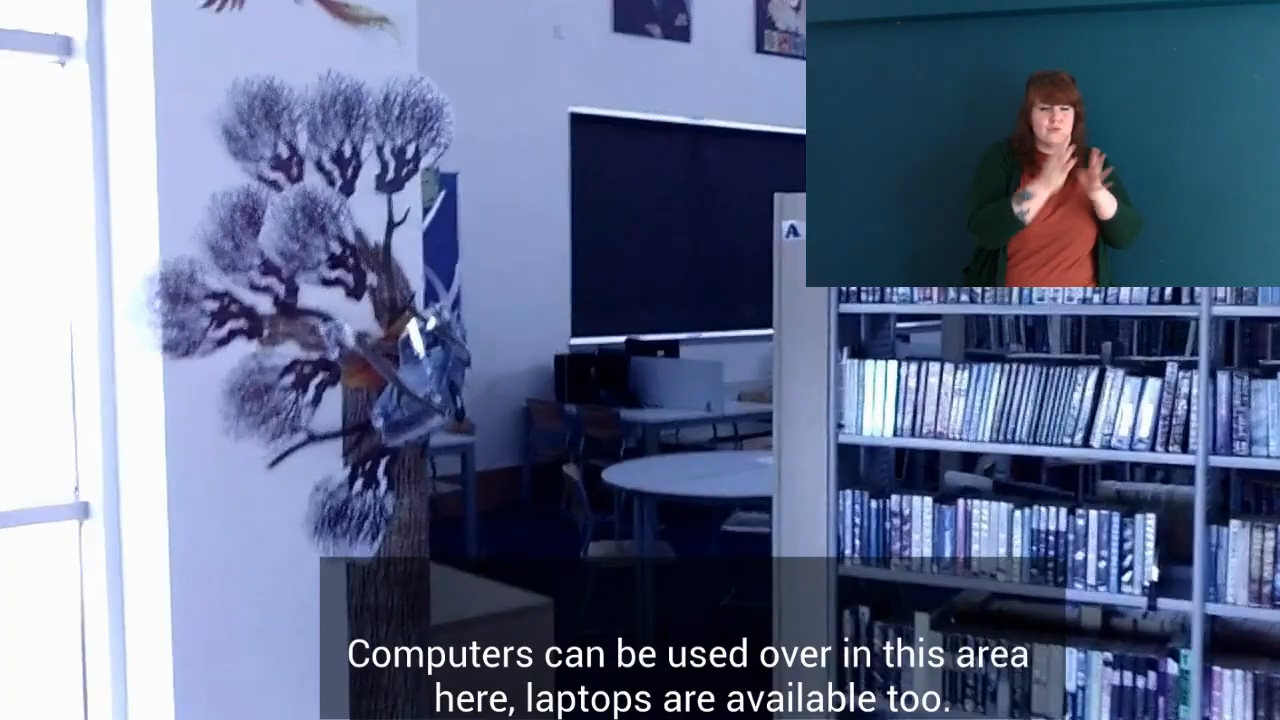 A
Computers can be used over in this area
here, laptops are available too.